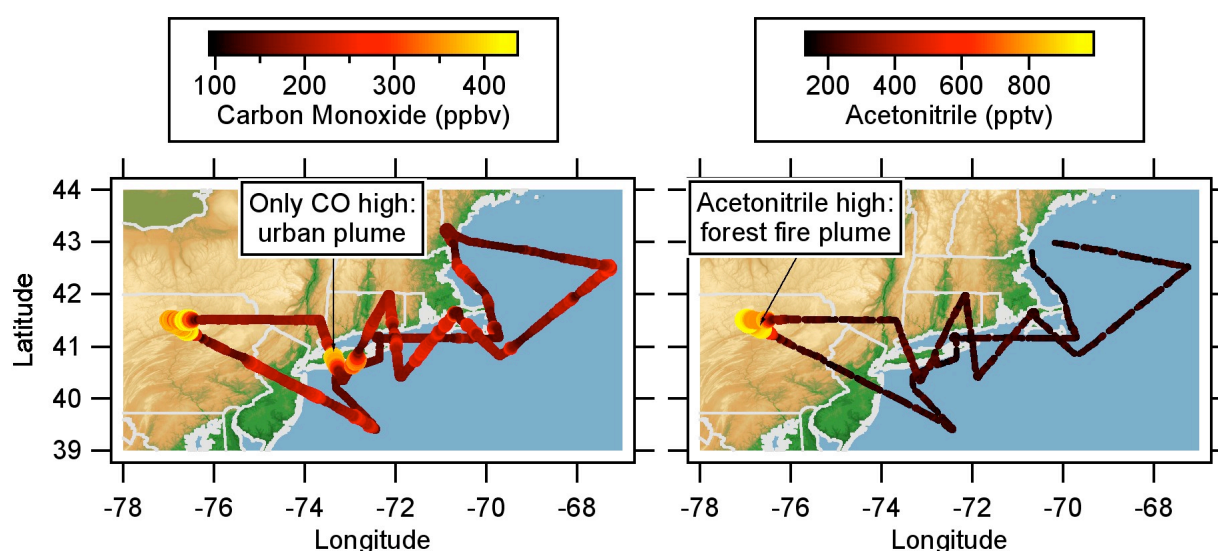 100 200 300 400
Carbon Monoxide (ppbv)
200 400 600 800
Acetonitrile (pptv)
Only CO high:
urban plume
Acetonitrile high:
forest fire plume
44
43
42
41
40
39
Latitude
-78 -76 -74 -72 -70 -68
Longitude
-78 -76 -74 -72 -70 -68
Longitude